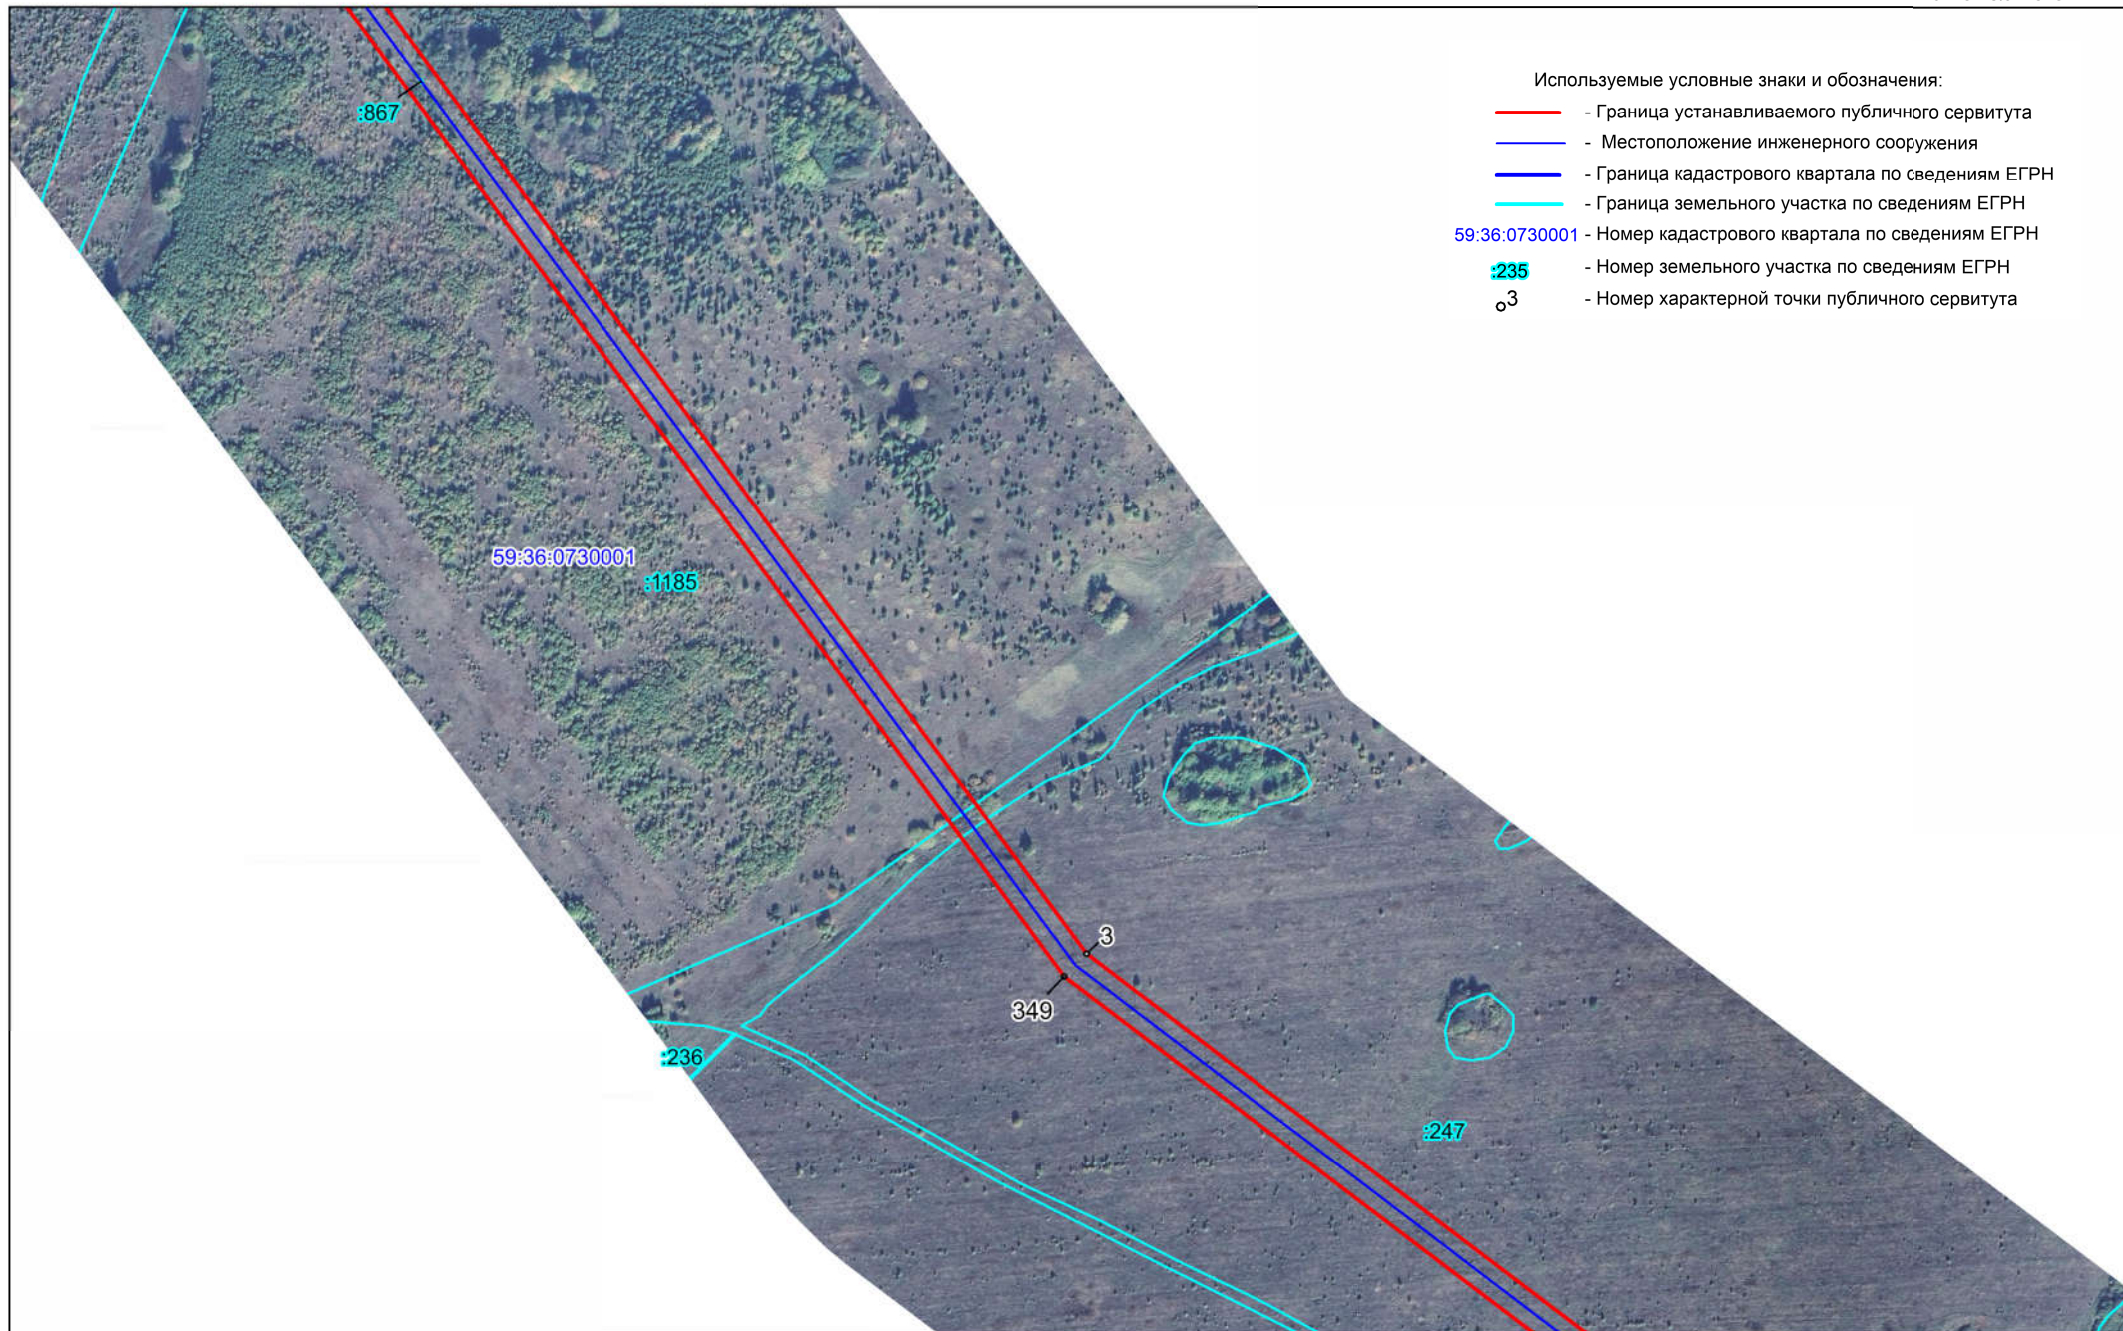 Используемые условные знаки и обозначения:
- Граница устанавливаемого публичного сервитута
- Местоположение инженерного сооружения
- Граница кадастрового квартала по сведениям ЕГРН
- Граница земельного участка по сведениям ЕГРН
59:36:0730001 - Номер кадастрового квартала по сведениям ЕГРН
:235 - Номер земельного участка по сведениям ЕГРН
3 - Номер характерной точки публичного сервитута
:867
59:36:0730001
:1185
3
349
:236
:247